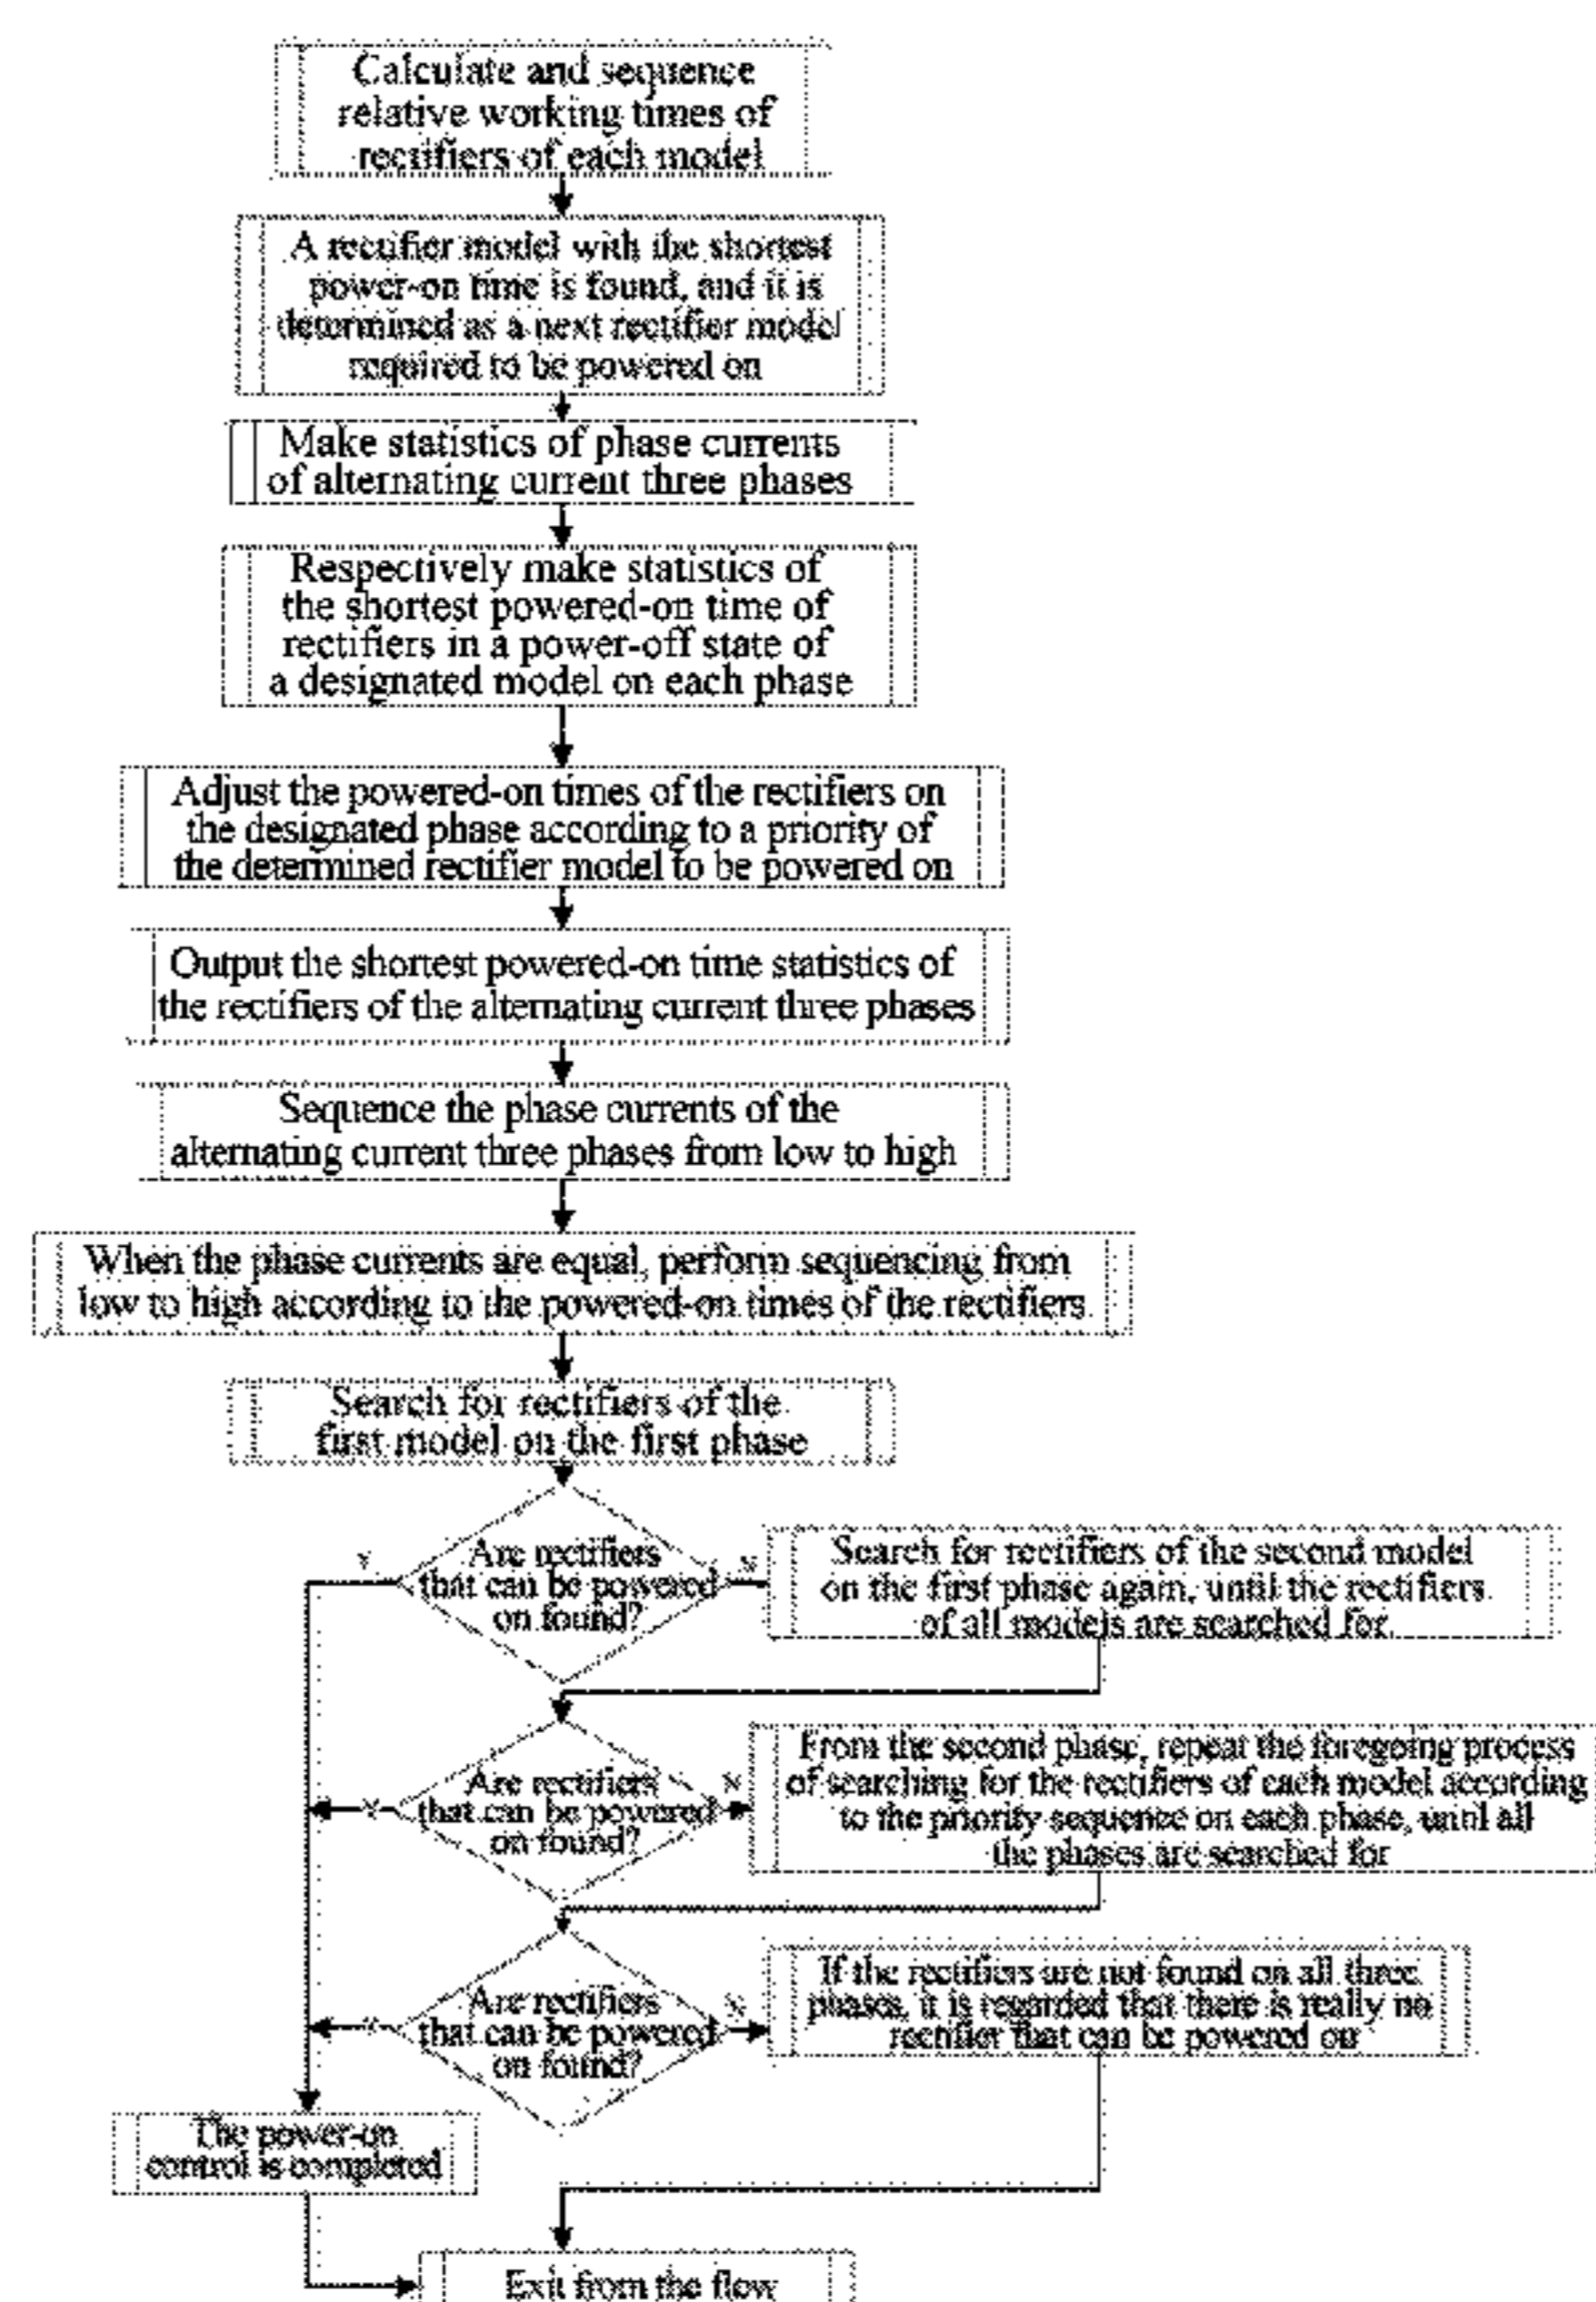 Calculate and sequence
relative working times of
rectifiers of each model
A rectifier model with the shortest
power-on time is found, and it is
determined as a next rectifier model
required to be powered on
Make statistics of phase currents
of alternating current three phases
Respectively make statistics of
the shortest powered-on time of
rectifiers in a power-off state of
a designated model on each phase
Adjust the powered-on times of the rectifiers on
the designated phase according to a priority of
the determined rectifier model to be powered on
Output the shortest powered-on time statistics of
the rectifiers of the alternating current three phases
Sequence the phase currents of the
alternating current three phases from low to high
When the phase currents are equal, perform sequencing from
low to high according to the powered-on times of the rectifiers
Search for rectifiers of the
first model on the first phase
Are rectifiers
that can be powered
on found?
Y
N
Search for rectifiers of the second model
on the first phase again, until the rectifiers
of all models are searched for
Are rectifiers
that can be powered
on found?
Y
N
From the second phase, repeat the foregoing process
of searching for the rectifiers of each model according
to the priority sequence on each phase, until all
the phases are searched for
Are rectifiers
that can be powered
on found?
Y
N
If the rectifiers are not found on all three
phases, it is regarded that there is really no
rectifier that can be powered on
The power-on
control is completed
Exit from the flow